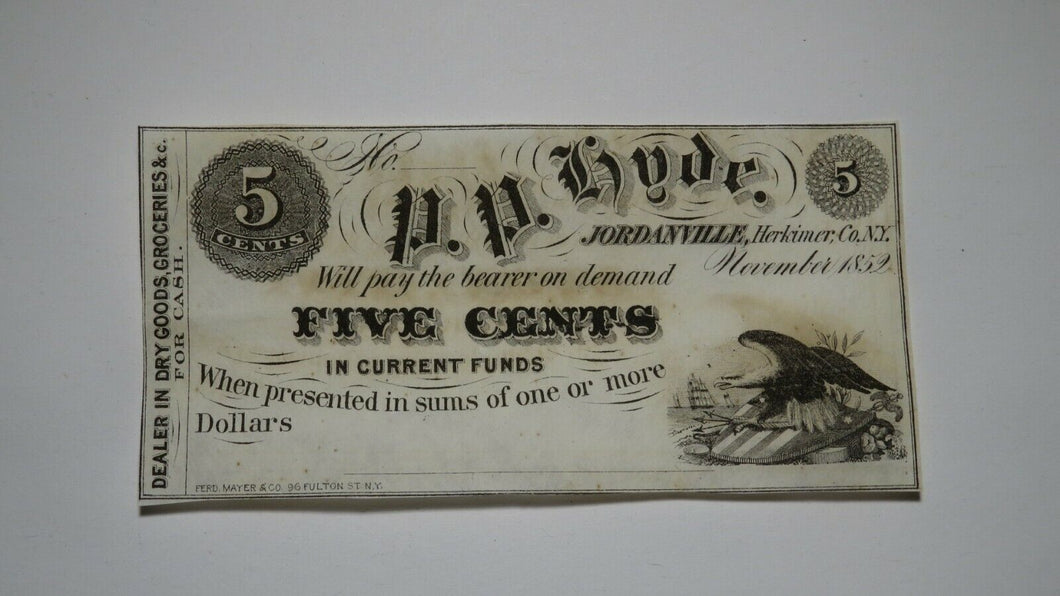 DEALER IN DRY GOODS, GROCERIES & c.
FOR CASH.
5
CENTS
No.
P. P. Hyde.
5
JORDANVILLE, Herkimer, Co, N.Y.
November 1852
Will pay the bearer on demand
FIVE CENTS
IN CURRENT FUNDS
When presented in sums of one or more
Dollars
FERD. MAYER & CO. 96 FULTON ST. N.Y.